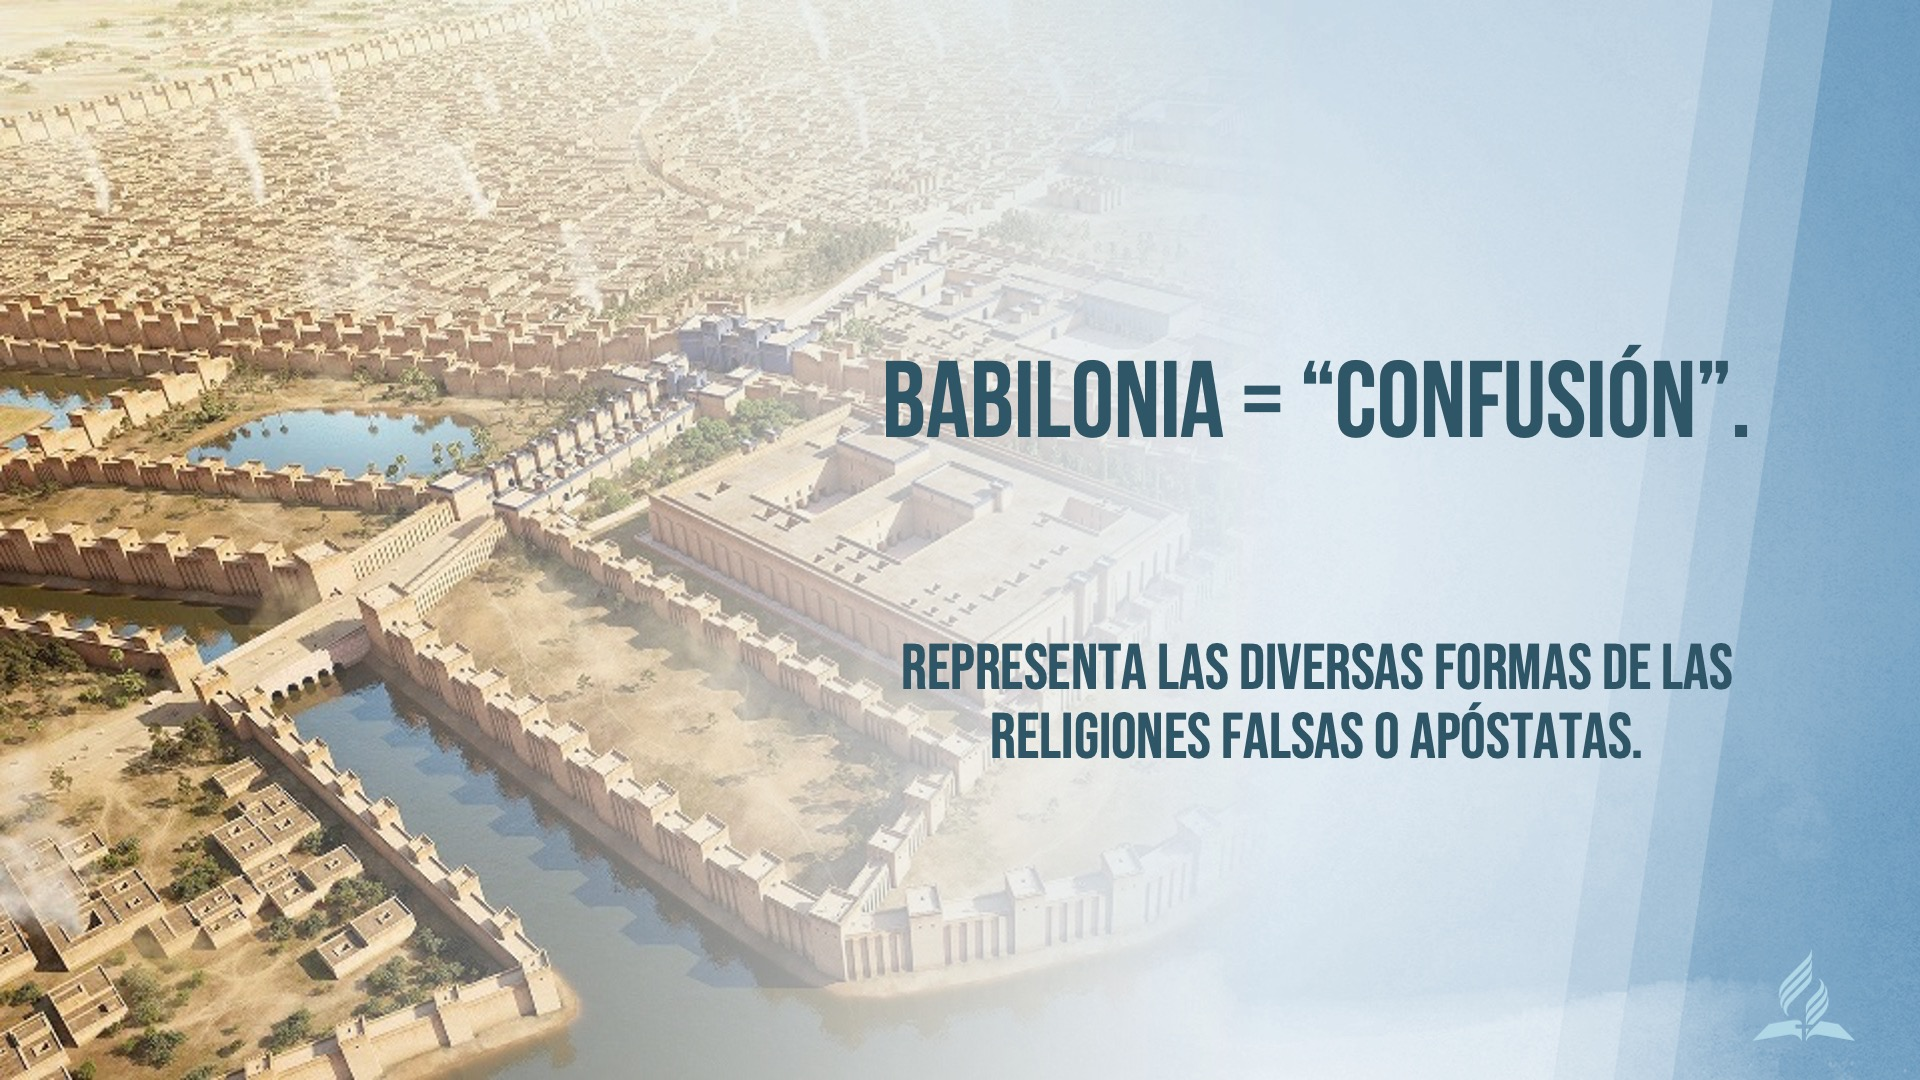 BABILONIA = “CONFUSIÓN”.
REPRESENTA LAS DIVERSAS FORMAS DE LAS
RELIGIONES FALSAS O APÓSTATAS.